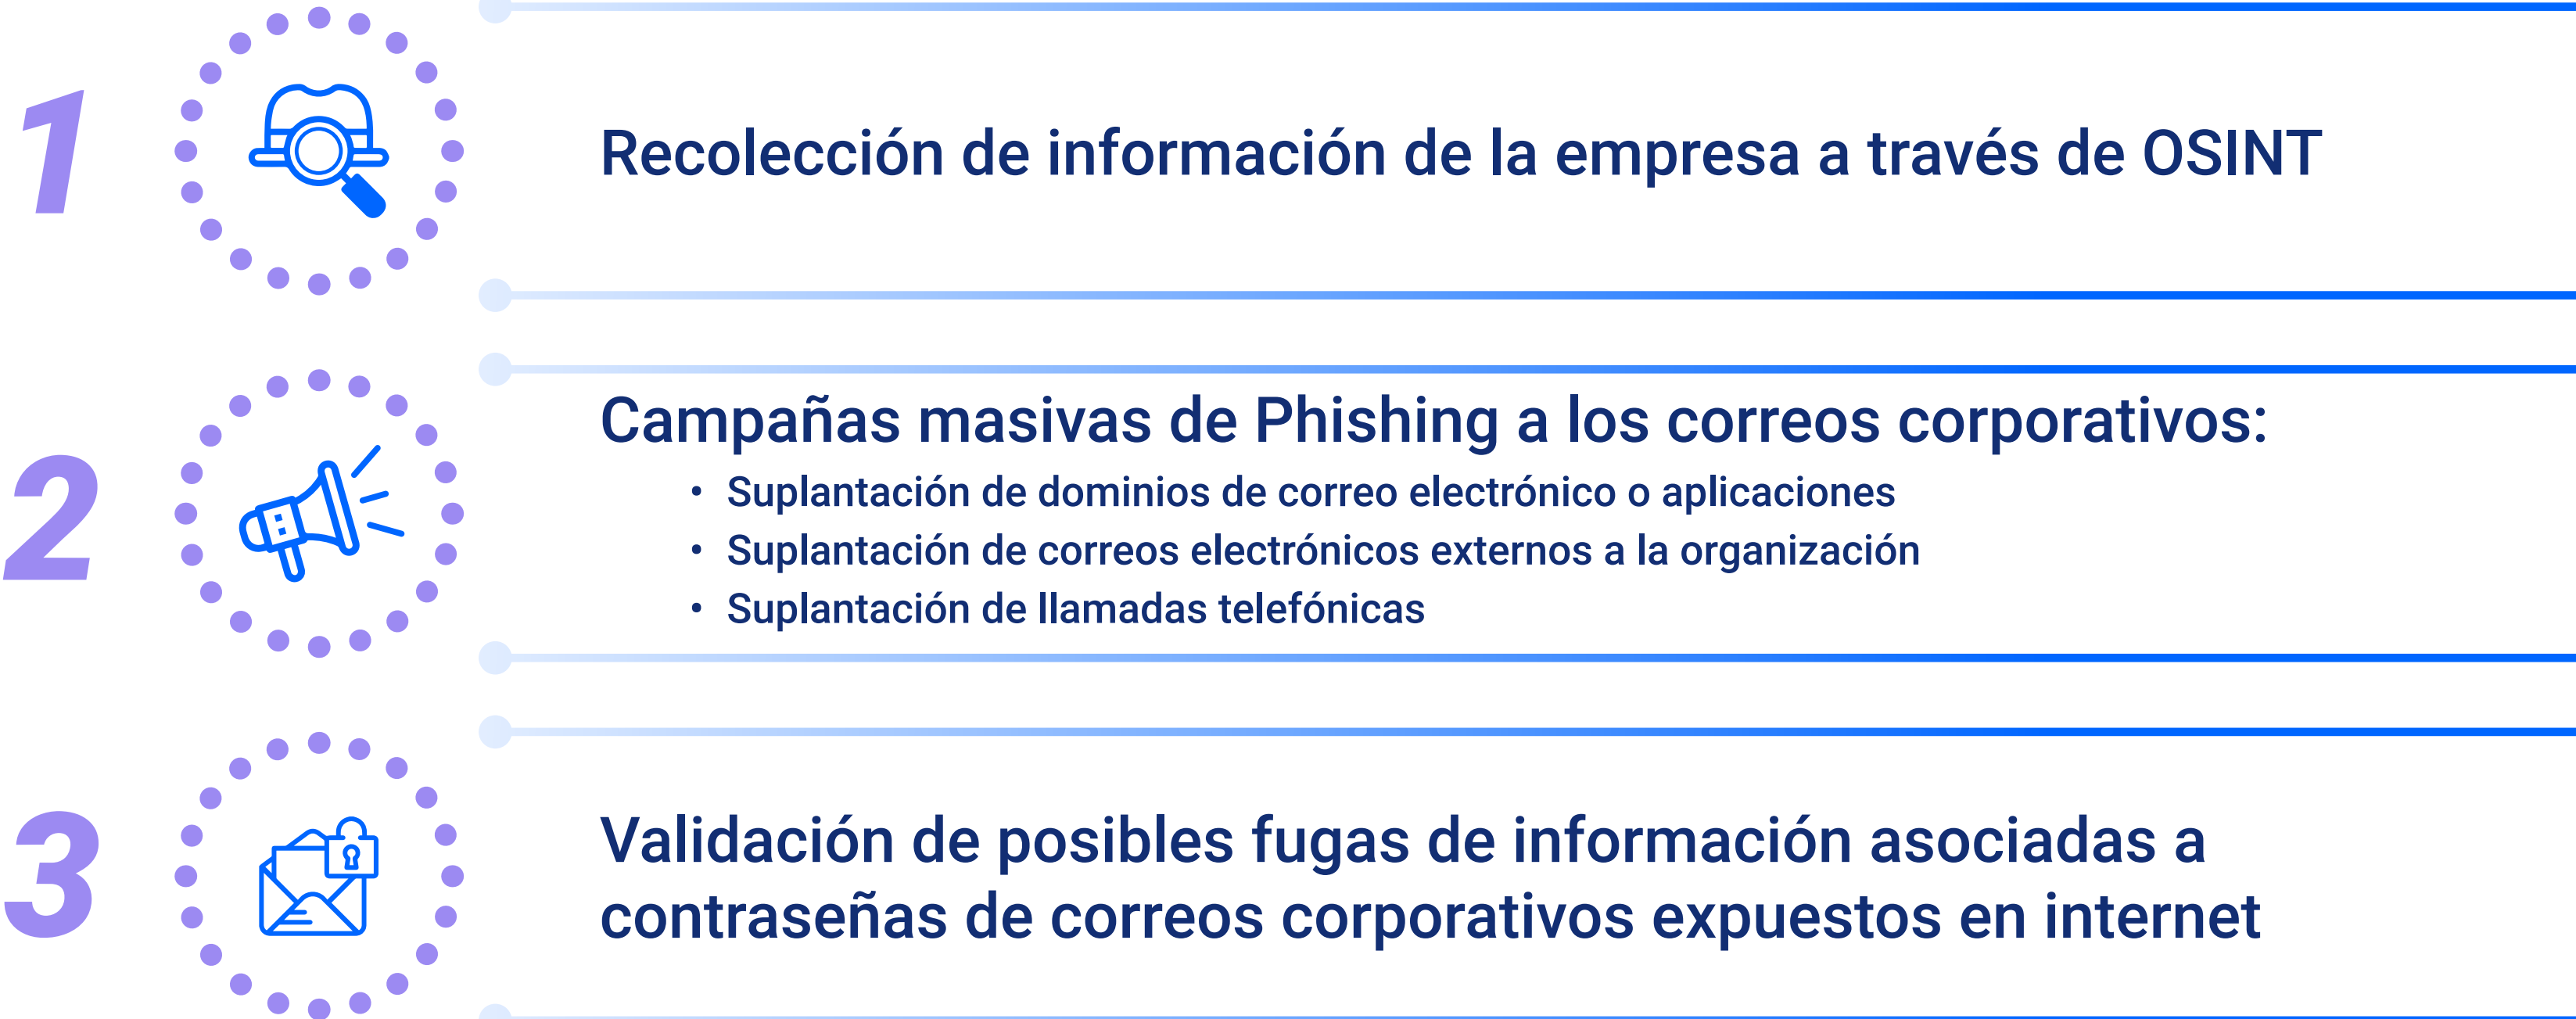 1
Recolección de información de la empresa a través de OSINT
2
Campañas masivas de Phishing a los correos corporativos:
• Suplantación de dominios de correo electrónico o aplicaciones
• Suplantación de correos electrónicos externos a la organización
• Suplantación de llamadas telefónicas
3
Validación de posibles fugas de información asociadas a
contraseñas de correos corporativos expuestos en internet